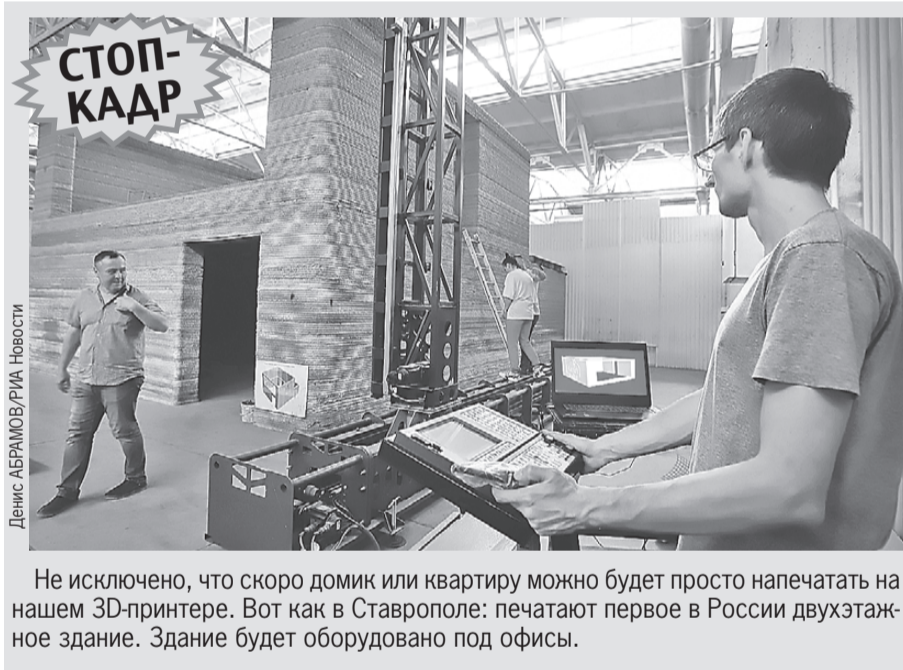 СТОП-
КАДР
Денис АБРАМОВ/РИА Новости
Не исключено, что скоро домик или квартиру можно будет просто напечатать на
нашем 3D-принтере. Вот как в Ставрополе: печатают первое в России двухэтаж-
ное здание. Здание будет оборудовано под офисы.